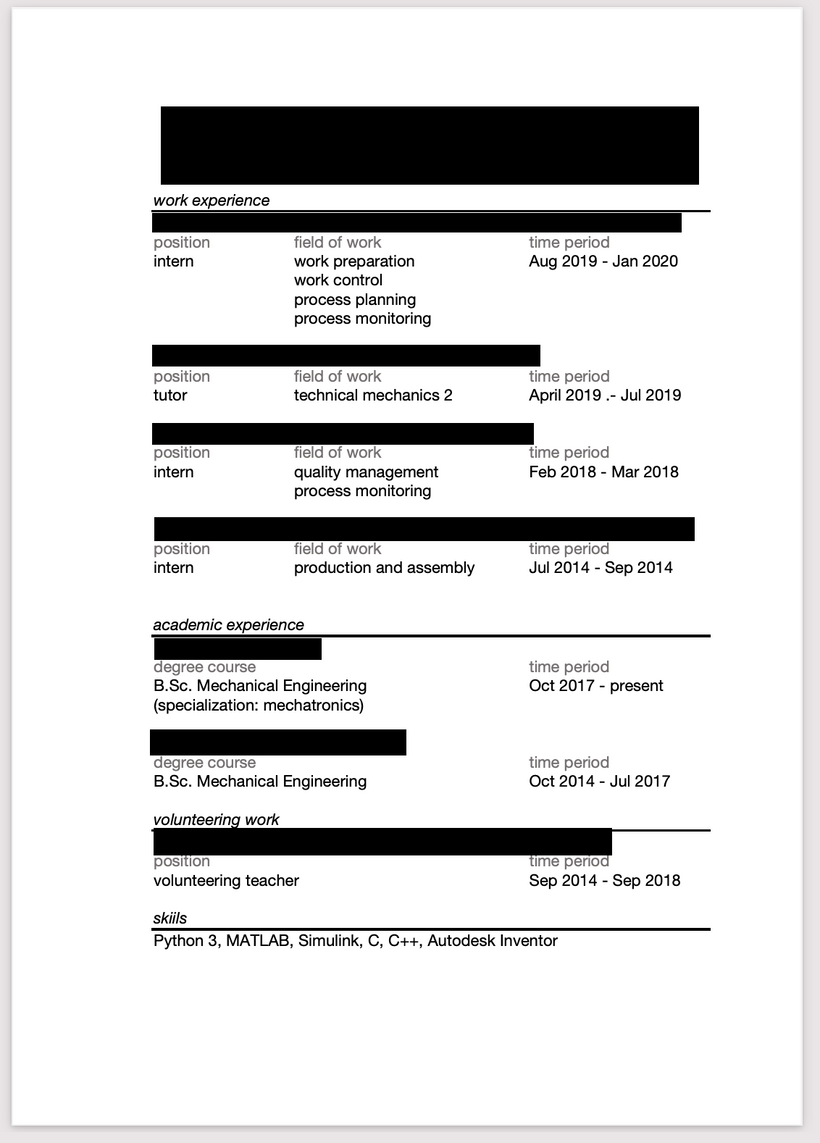 work experience
position field of work time period
intern work preparation Aug 2019 - Jan 2020
work control
process planning
process monitoring
position field of work time period
tutor technical mechanics 2 April 2019 .- Jul 2019
position field of work time period
intern quality management Feb 2018 - Mar 2018
process monitoring
position field of work time period
intern production and assembly Jul 2014 - Sep 2014
academic experience
degree course time period
B.Sc. Mechanical Engineering Oct 2017 - present
(specialization: mechatronics)
degree course time period
B.Sc. Mechanical Engineering Oct 2014 - Jul 2017
volunteering work
position time period
volunteering teacher Sep 2014 - Sep 2018
skiils
Python 3, MATLAB, Simulink, C, C++, Autodesk Inventor